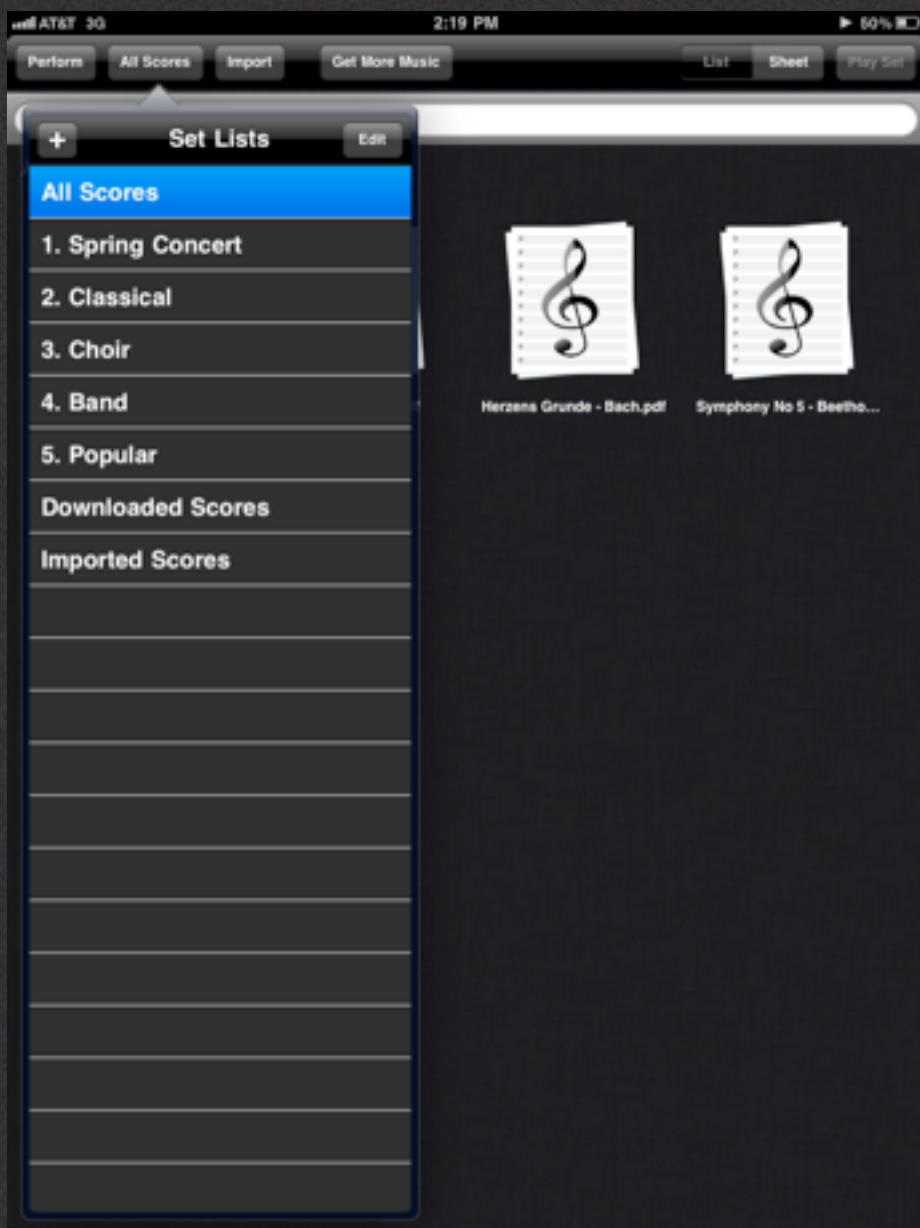 AT&T 3G 2:19 PM 50%
Perform All Scores Import Get More Music List Sheet Play Set
+ Set Lists Edit
All Scores
1. Spring Concert
2. Classical
3. Choir
4. Band
5. Popular
Downloaded Scores
Imported Scores
Herzens Grunde - Bach.pdf Symphony No 5 - Beetho...